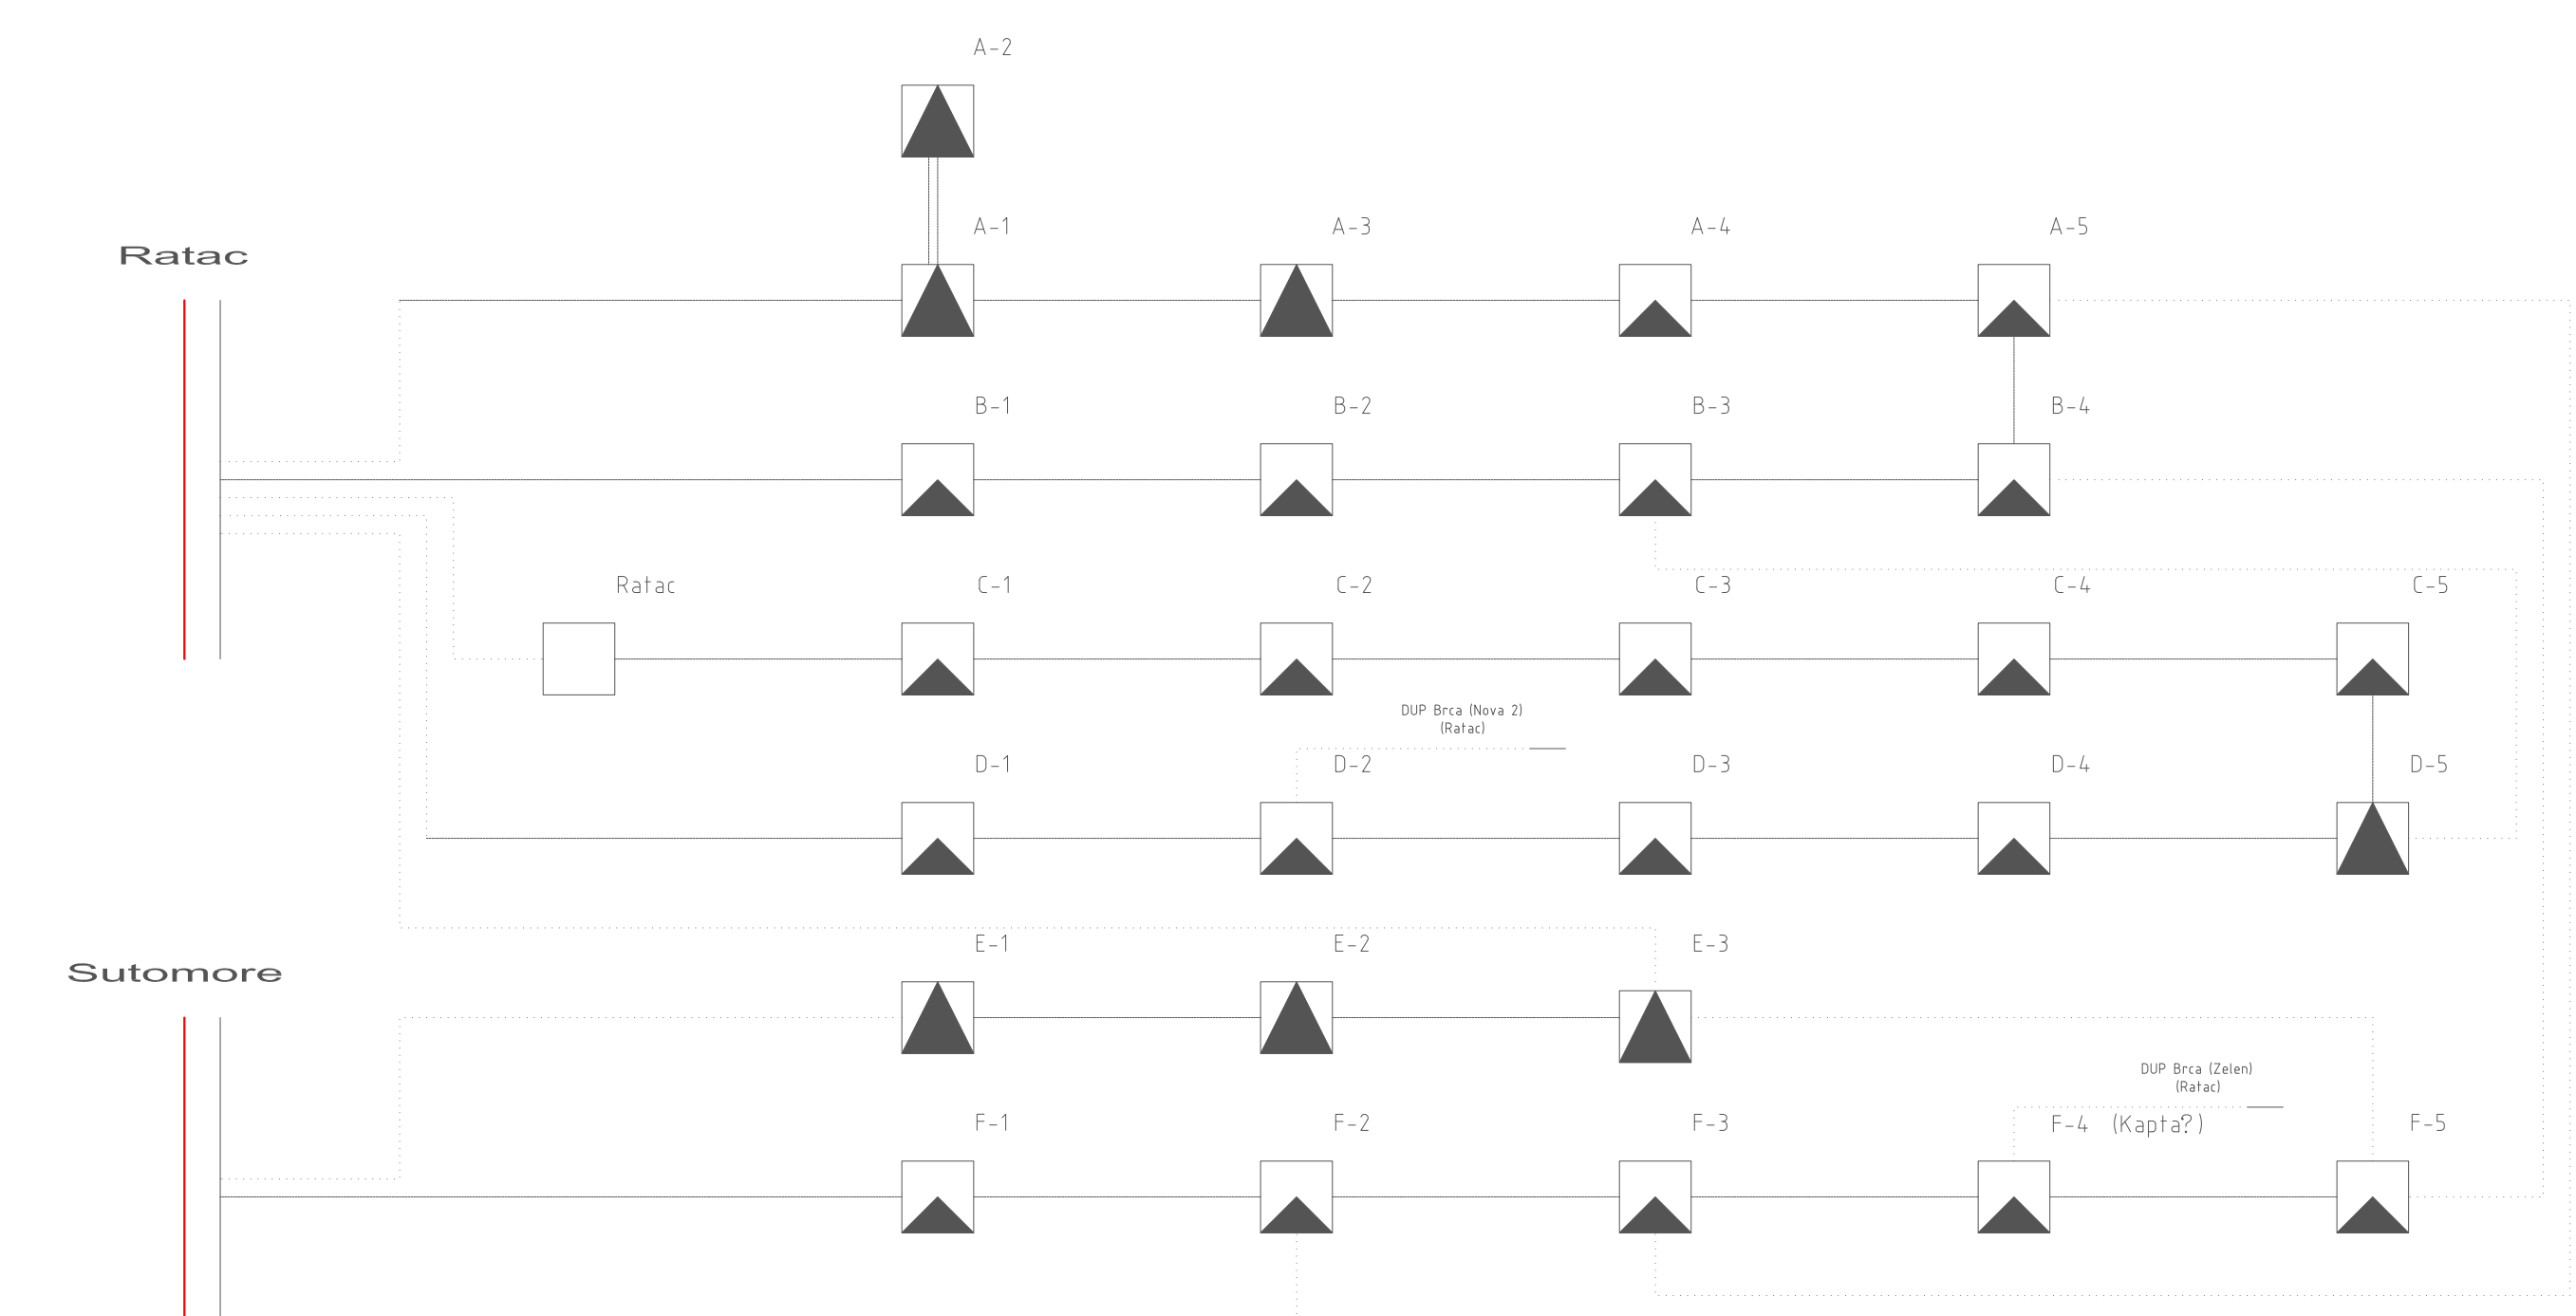 A-2
Ratac
A-1
A-3
A-4
A-5
B-1
B-2
B-3
B-4
Ratac
C-1
C-2
C-3
C-4
C-5
DUP Brca (Nova 2)
(Ratac)
D-1
D-2
D-3
D-4
D-5
E-1
E-2
E-3
Sutomore
DUP Brca (Zelen)
(Ratac)
F-1
F-2
F-3
F-4 (Kapta?)
F-5